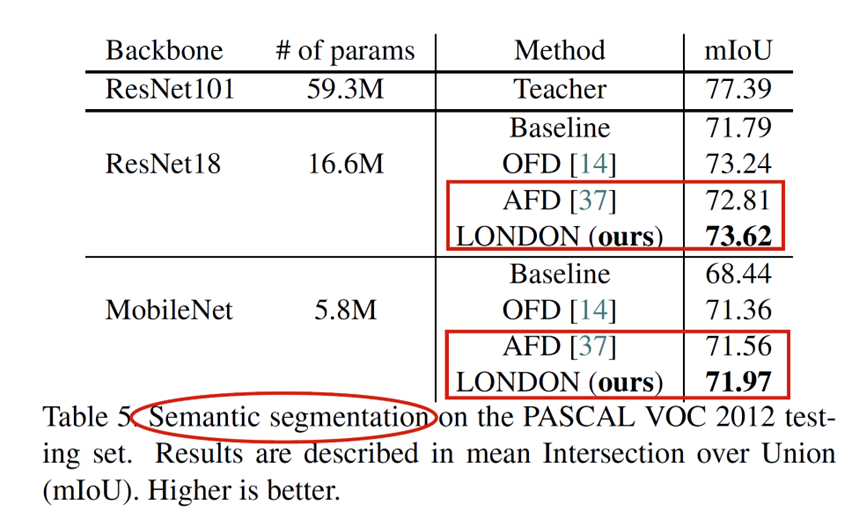 Backbone # of params Method mIoU
ResNet101 59.3M Teacher 77.39
Baseline 71.79
ResNet18 16.6M OFD [14] 73.24
AFD [37] 72.81
LONDON (ours) 73.62
Baseline 68.44
MobileNet 5.8M OFD [14] 71.36
AFD [37] 71.56
LONDON (ours) 71.97
Table 5. Semantic segmentation on the PASCAL VOC 2012 test-
ing set. Results are described in mean Intersection over Union
(mIoU). Higher is better.